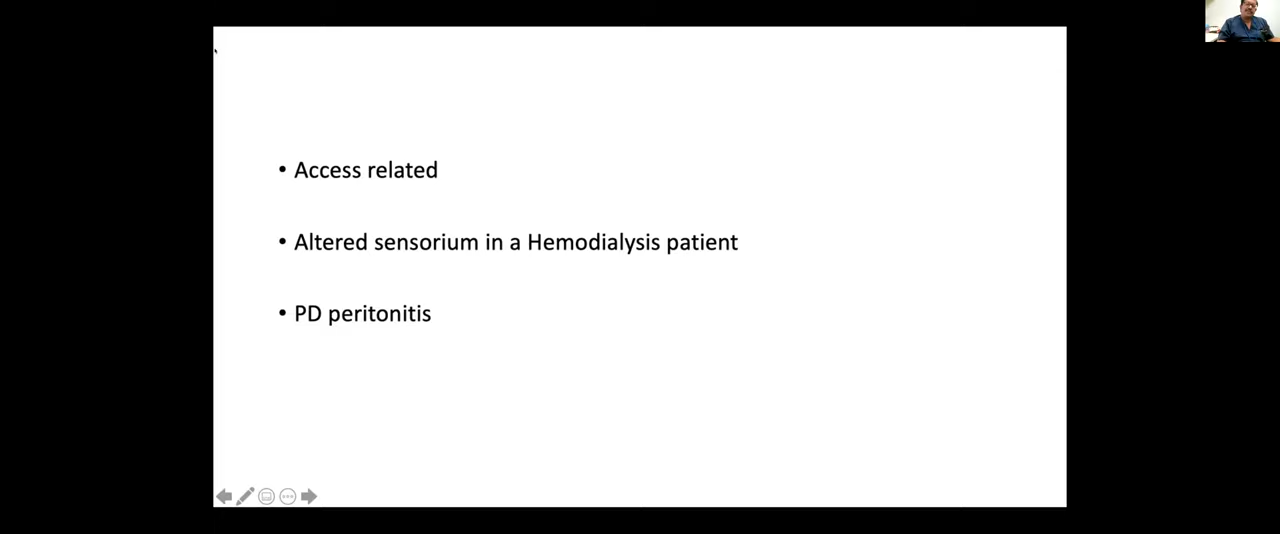 • Access related
• Altered sensorium in a Hemodialysis patient
• PD peritonitis